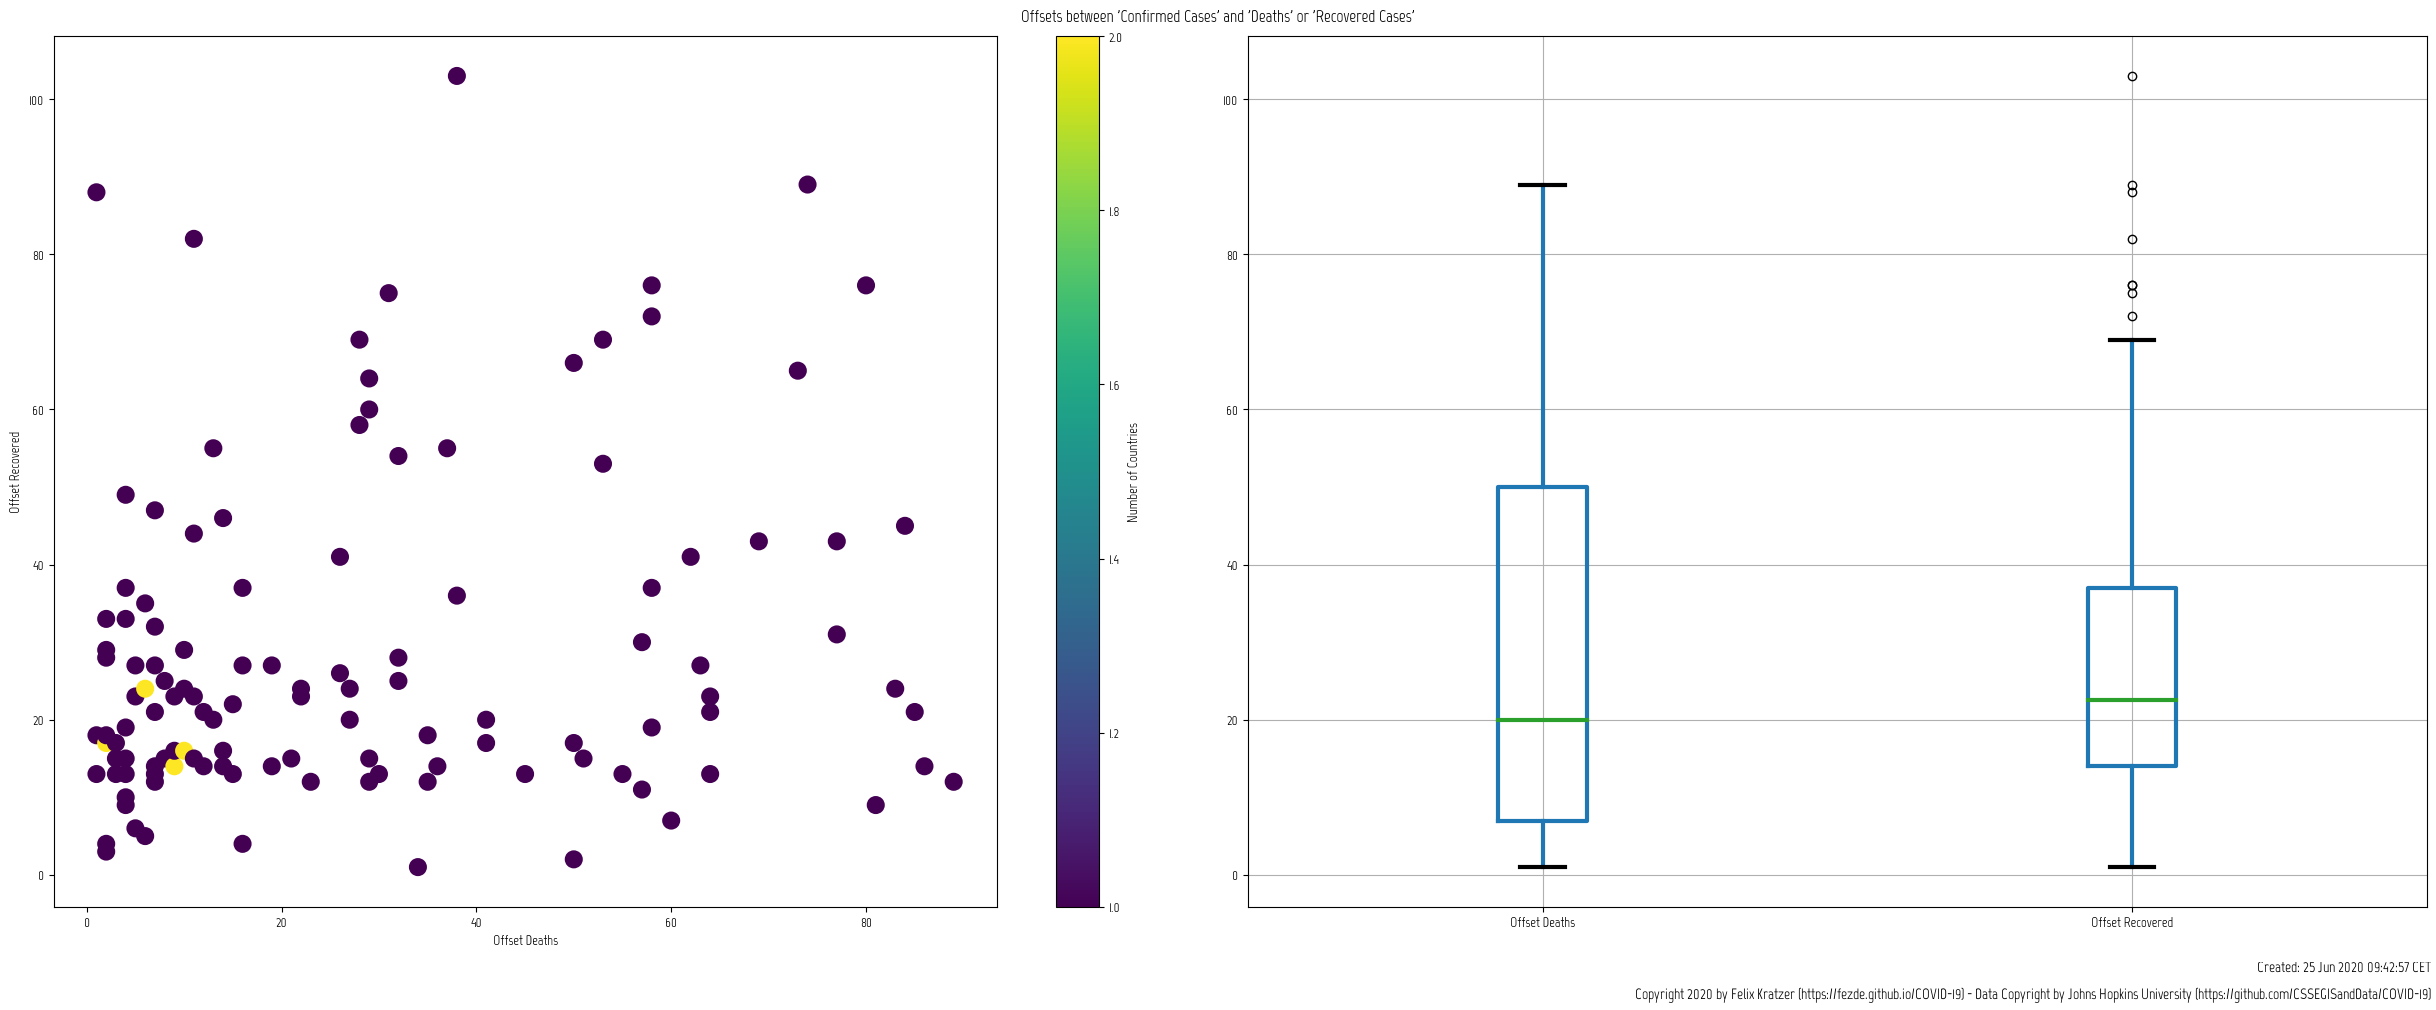 Offsets between 'Confirmed Cases' and 'Deaths' or 'Recovered Cases'
100
80
60
40
20
0
Offset Recovered
0 20 40 60 80
Offset Deaths
2.0
1.8
1.6
1.4
1.2
1.0
Number of Countries
100
80
60
40
20
0
Offset Deaths Offset Recovered
Created: 25 Jun 2020 09:42:57 CET
Copyright 2020 by Felix Kratzer (https://fezde.github.io/COVID-19) - Data Copyright by Johns Hopkins University (https://github.com/CSSEGISandData/COVID-19)